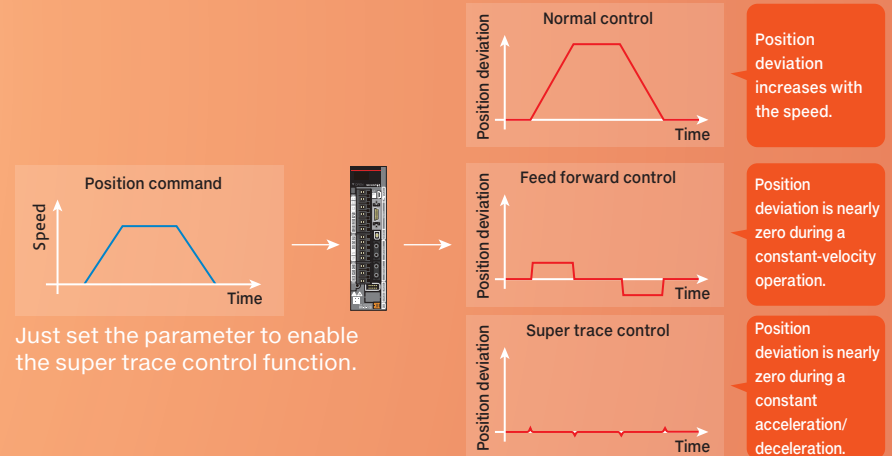 Position command
Speed
Time
Just set the parameter to enable
the super trace control function.
Normal control
Position deviation
Time
Position
deviation
increases with
the speed.
Feed forward control
Position deviation
Time
Position
deviation is nearly
zero during a
constant-velocity
operation.
Super trace control
Position deviation
Time
Position
deviation is nearly
zero during a
constant
acceleration/
deceleration.